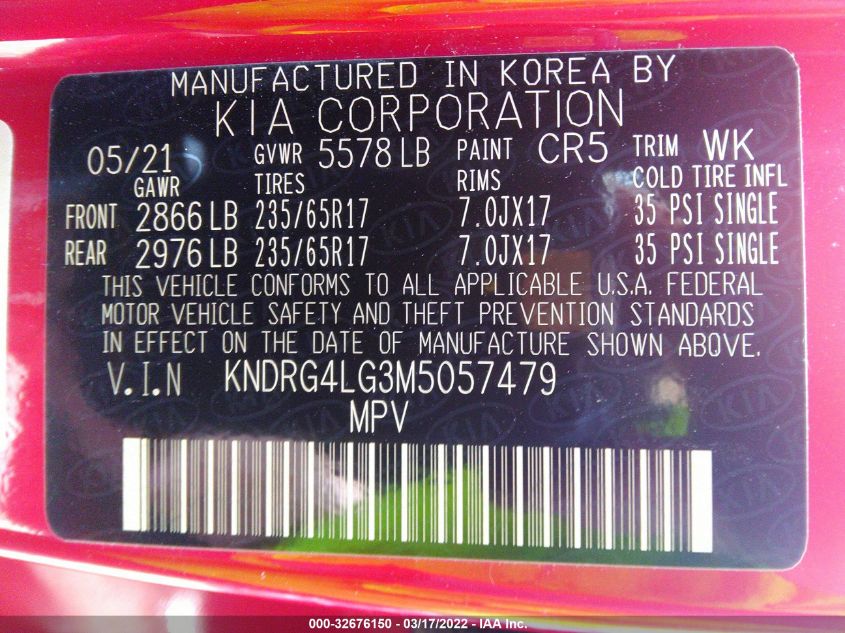 MANUFACTURED IN KOREA BY
KIA CORPORATION
05/21 GVWR 5578 LB PAINT CR5 TRIM WK
GAWR TIRES RIMS COLD TIRE INFL
FRONT 2866 LB 235/65R17 7.0JX17 35 PSI SINGLE
REAR 2976 LB 235/65R17 7.0JX17 35 PSI SINGLE
THIS VEHICLE CONFORMS TO ALL APPLICABLE U.S.A. FEDERAL
MOTOR VEHICLE SAFETY AND THEFT PREVENTION STANDARDS
IN EFFECT ON THE DATE OF MANUFACTURE SHOWN ABOVE.
V.I.N KNDRG4LG3M5057479
MPV
000-32676150 - 03/17/2022 - IAA Inc.